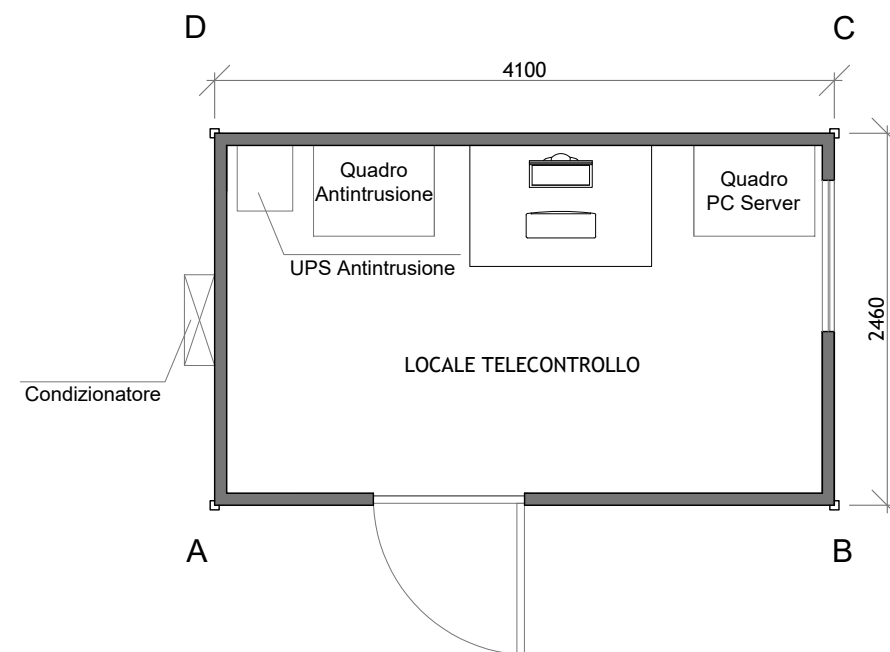 D
C
4100
Quadro
Antintrusione
Quadro
PC Server
UPS Antintrusione
2460
LOCALE TELECONTROLLO
Condizionatore
A
B